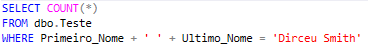 SELECT COUNT(*)
FROM dbo.Teste
WHERE Primeiro_Nome + ' ' + Ultimo_Nome = 'Dirceu Smith'